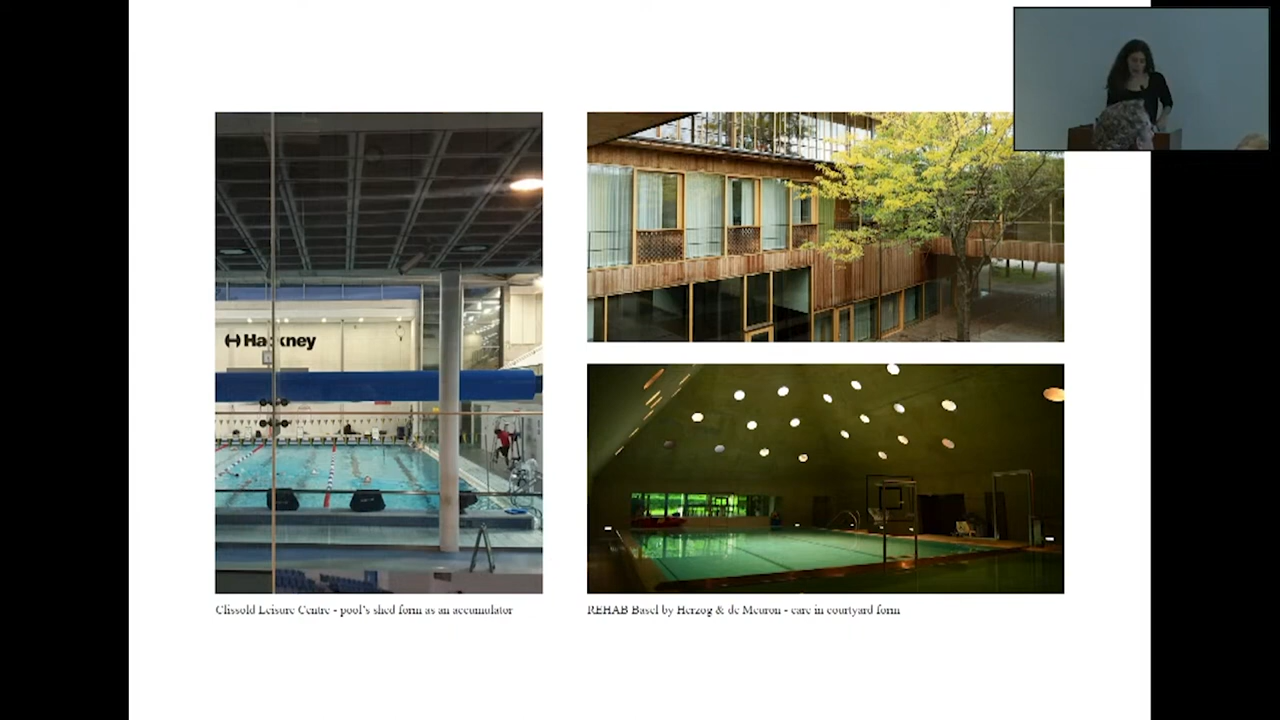 Hackney
Clissold Leisure Centre - pool's shed form as an accumulator
REHAB Basel by Herzog & de Meuron - care in courtyard form